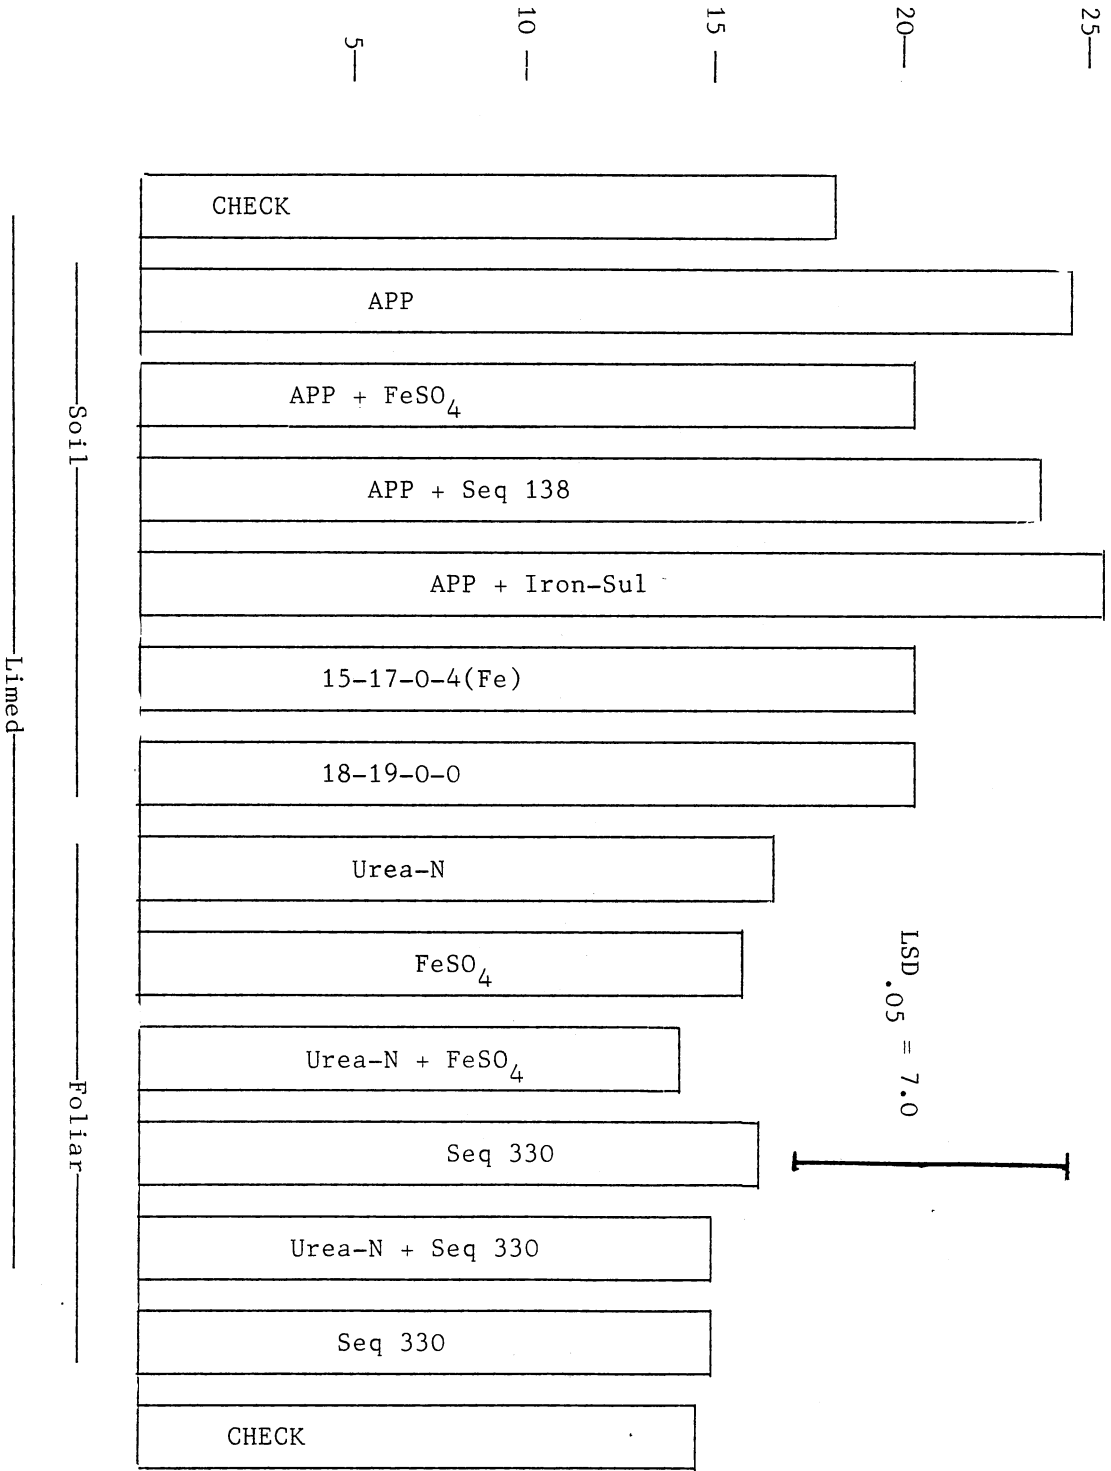 5
10
15
20
25
CHECK
APP
APP + FeSO4
APP + Seq 138
APP + Iron-Sul
15-17-0-4(Fe)
18-19-0-0
Urea-N
FeSO4
Urea-N + FeSO4
Seq 330
Urea-N + Seq 330
Seq 330
CHECK
LSD.05 = 7.0
Soil
Foliar
Limed